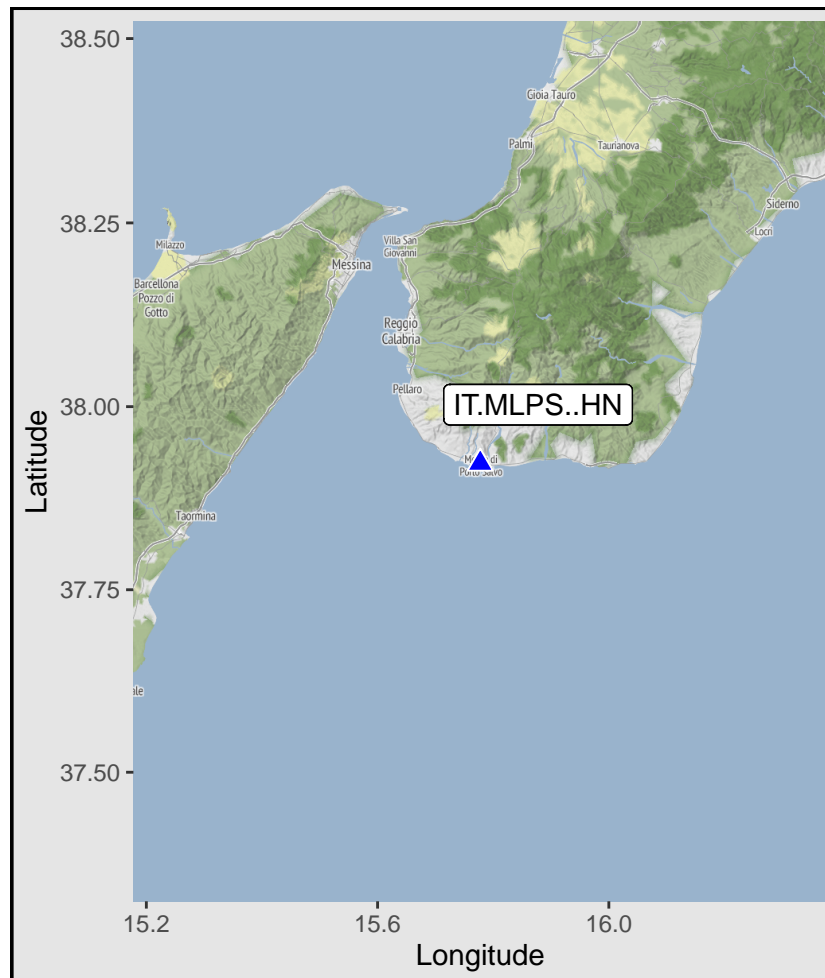 38.50
38.25
38.00
37.75
37.50
Latitude
15.2
15.6
16.0
Longitude
Gioia Tauro
Palmi
Taurianova
Siderno
Locri
Villa San
Giovanni
Milazzo
Messina
Barcellona
Pozzo di
Gotto
Reggio
Calabria
Pellaro
IT.MLPS..HN
Porto Salvo
Taormina
ale